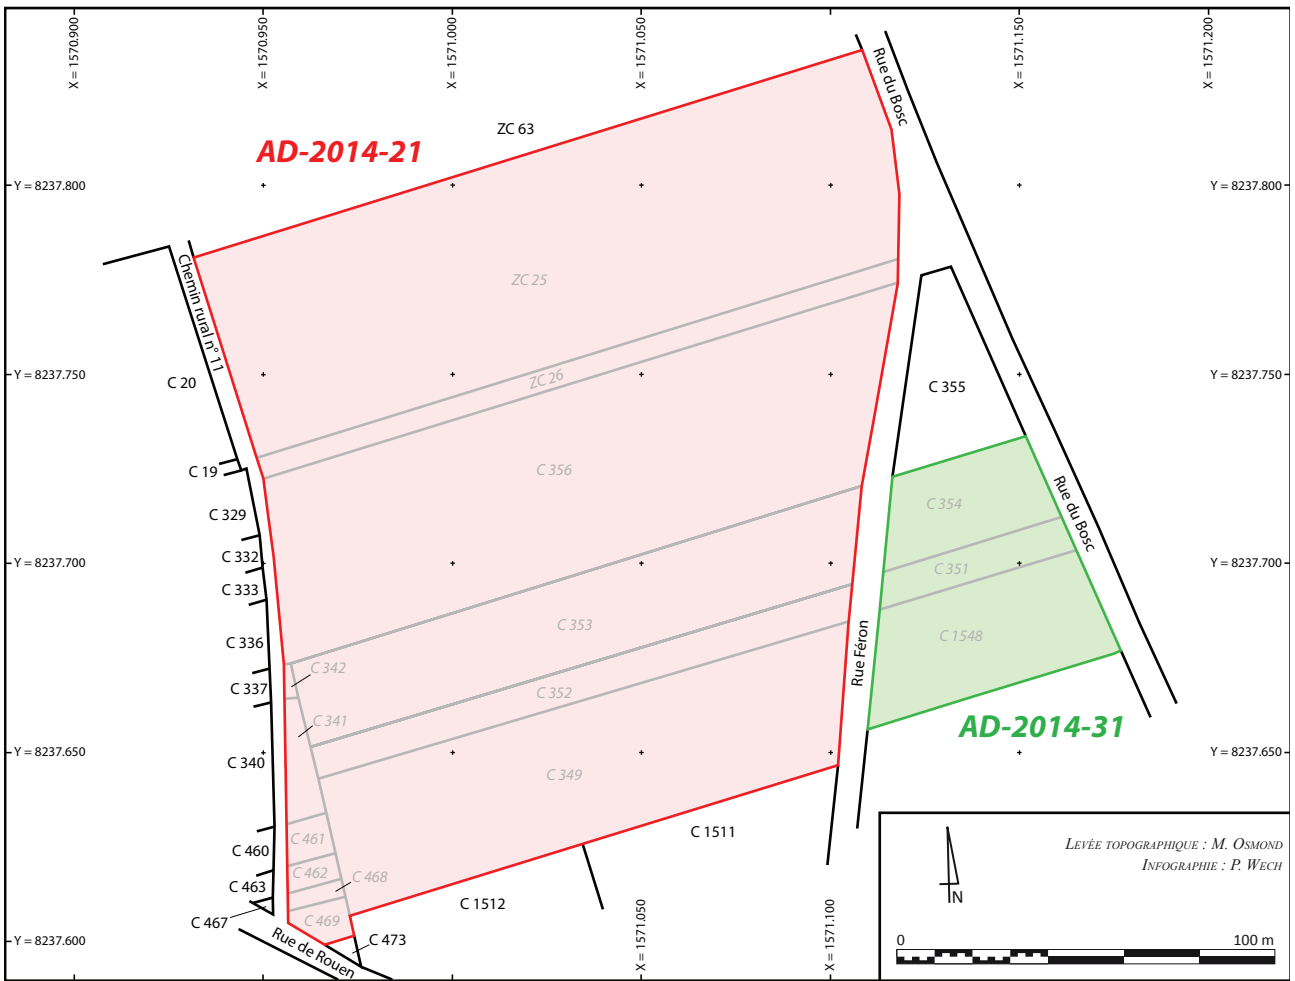 X = 1570.900
X = 1570.950
X = 1571.000
X = 1571.050
X = 1571.150
X = 1571.200
Rue du Bosc
ZC 63
AD-2014-21
Y = 8237.800
Y = 8237.800
Chemin rural n° 11
ZC 25
C 20
ZC 26
Y = 8237.750
Y = 8237.750
C 355
C 19
C 356
C 329
C 354
Rue du Bosc
C 332
Y = 8237.700
Y = 8237.700
C 351
C 333
C 353
C 336
C 1548
C 342
Rue Féron
C 337
C 352
C 341
AD-2014-31
Y = 8237.650
Y = 8237.650
C 340
C 349
C 461
C 1511
C 460
C 462
C 468
C 463
C 467
C 469
C 1512
C 473
Y = 8237.600
Rue de Rouen
X = 1571.050
X = 1571.100
Levée topographique : M. Osmond
Infographie : P. Wech
N
0
100 m